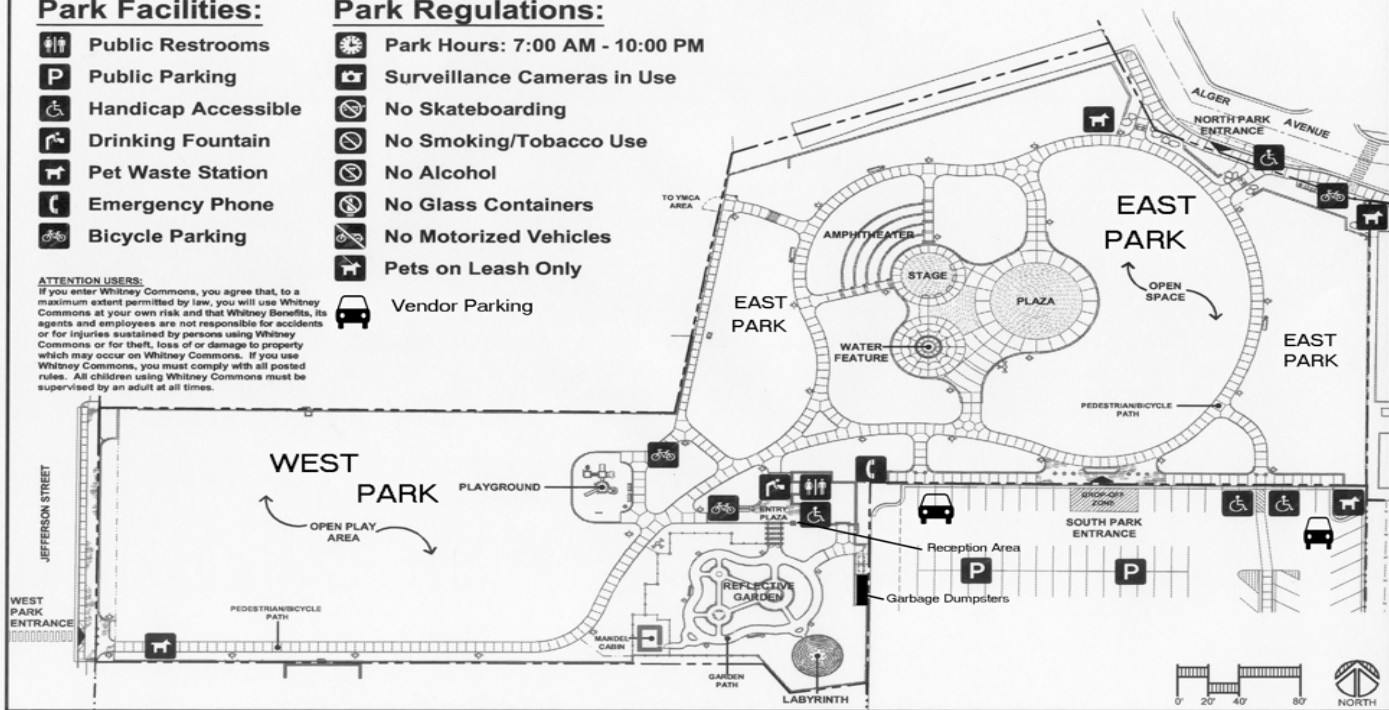 Park Facilities:
Public Restrooms
P Public Parking
Handicap Accessible
Drinking Fountain
Pet Waste Station
Emergency Phone
Bicycle Parking
Park Regulations:
Park Hours: 7:00 AM - 10:00 PM
Surveillance Cameras in Use
No Skateboarding
No Smoking/Tobacco Use
No Alcohol
No Glass Containers
No Motorized Vehicles
Pets on Leash Only
Vendor Parking
ATTENTION USERS:
If you enter Whitney Commons, you agree that, to a
maximum extent permitted by law, you will use Whitney
Commons at your own risk and that Whitney Benefits, its
agents and employees are not responsible for accidents
or for injuries sustained by persons using Whitney
Commons or for theft, loss of or damage to property
which may occur on Whitney Commons. If you use
Whitney Commons, you must comply with all posted
rules. All children using Whitney Commons must be
supervised by an adult at all times.
ALGER
AVENUE
NORTH PARK
ENTRANCE
TO YMCA
AREA
EAST
PARK
AMPHITHEATER
STAGE
PLAZA
OPEN
SPACE
EAST
PARK
WATER
FEATURE
EAST
PARK
PEDESTRIAN/BICYCLE
PATH
WEST
PARK
PLAYGROUND
OPEN PLAY
AREA
JEFFERSON STREET
ENTRY
PLAZA
DROP-OFF
ZONE
SOUTH PARK
ENTRANCE
Reception Area
P
P
REFLECTIVE
GARDEN
Garbage Dumpsters
WEST
PARK
ENTRANCE
PEDESTRIAN/BICYCLE
PATH
MANDEL
CABIN
GARDEN
PATH
LABYRINTH
0' 20' 40' 80'
NORTH